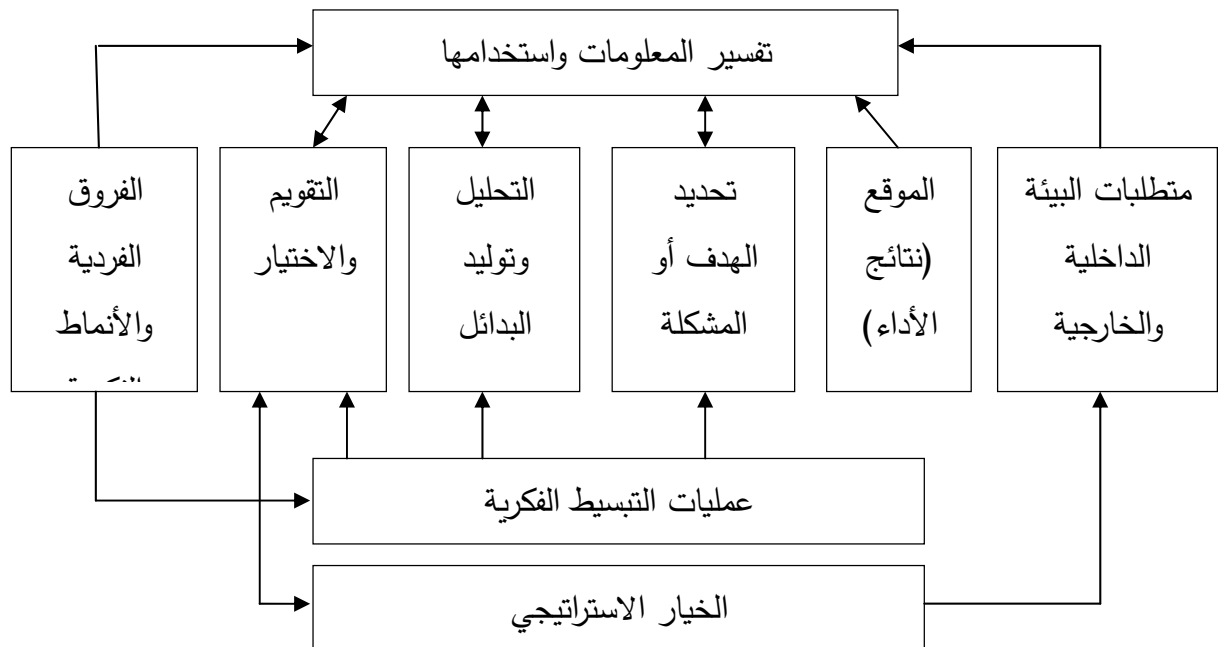 تفسير المعلومات واستخدامها
متطلبات البيئة
الداخلية
والخارجية
الموقع
(نتائج
الأداء)
تحديد
الهدف أو
المشكلة
التحليل
وتوليد
البدائل
التقويم
والاختيار
الفروق
الفردية
والأنماط
عمليات التبسيط الفكرية
الخيار الاستراتيجي